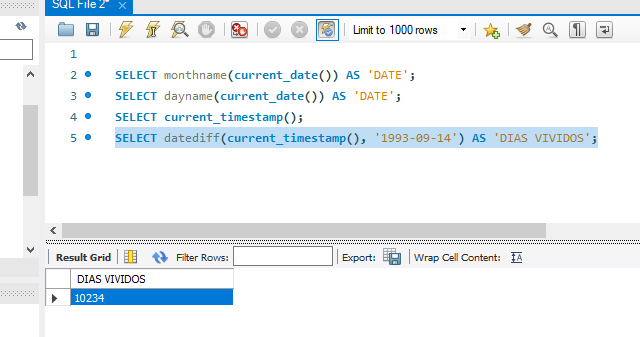 SQL File 2*
Limit to 1000 rows
1
2 SELECT monthname(current_date()) AS 'DATE';
3 SELECT dayname(current_date()) AS 'DATE';
4 SELECT current_timestamp();
5 SELECT datediff(current_timestamp(), '1993-09-14') AS 'DIAS VIVIDOS';
Result Grid Filter Rows: Export: Wrap Cell Content: IA
DIAS VIVIDOS
10234